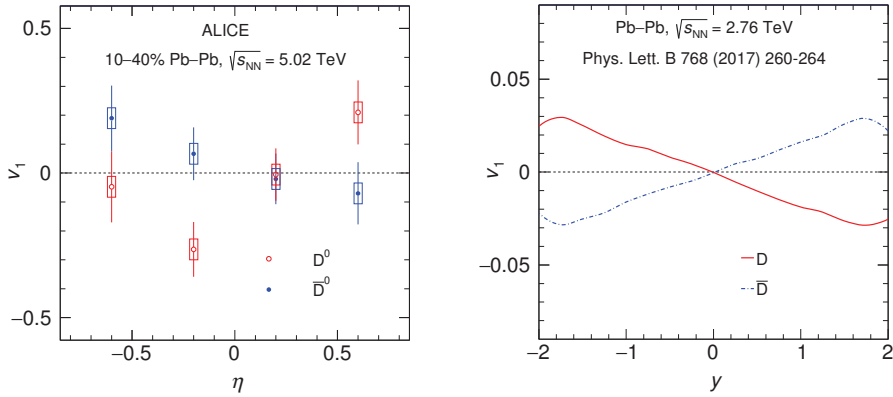 ALICE
10–40% Pb–Pb, √sNN = 5.02 TeV
0.5
0
−0.5
v1
D0
D̅0
−0.5
0
0.5
η
Pb–Pb, √sNN = 2.76 TeV
Phys. Lett. B 768 (2017) 260-264
0.05
0
−0.05
v1
D
D̅
−2
−1
0
1
2
y